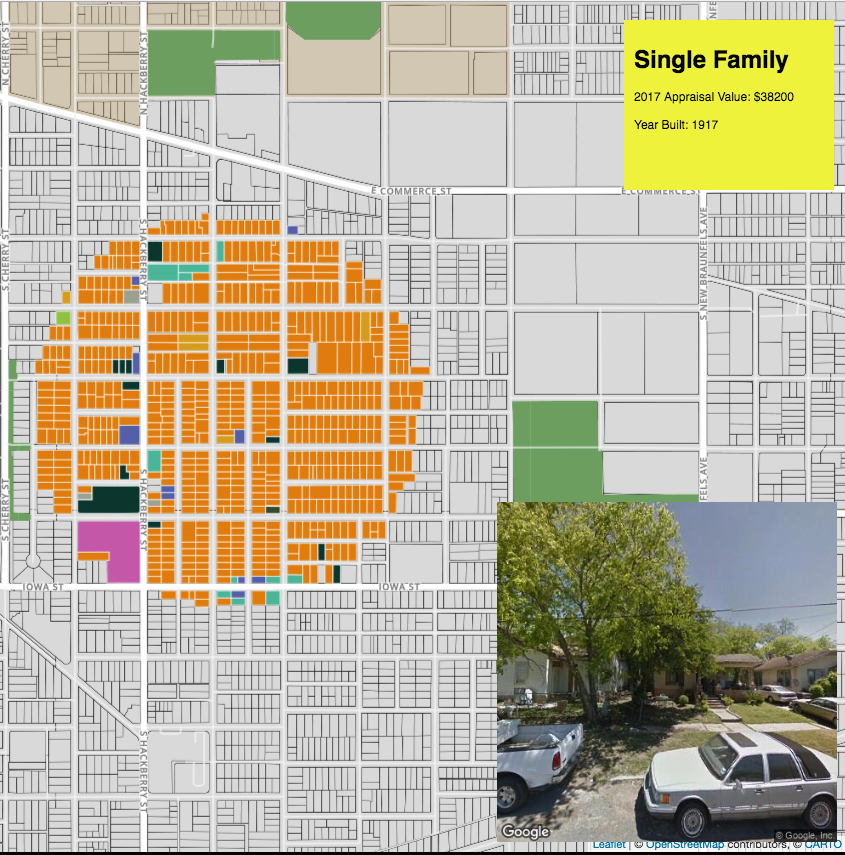 N CHERRY ST
N HACKBERRY ST
Single Family
2017 Appraisal Value: $38200
Year Built: 1917
E COMMERCE ST
E COMMERCE ST
S CHERRY ST
S HACKBERRY ST
S NEW BRAUNFELS AVE
S CHERRY ST
S HACKBERRY ST
FELS AVE
IOWA ST
IOWA ST
S HACKBERRY ST
Google
© Google, Inc.
Leaflet | © OpenStreetMap contributors, © CARTO